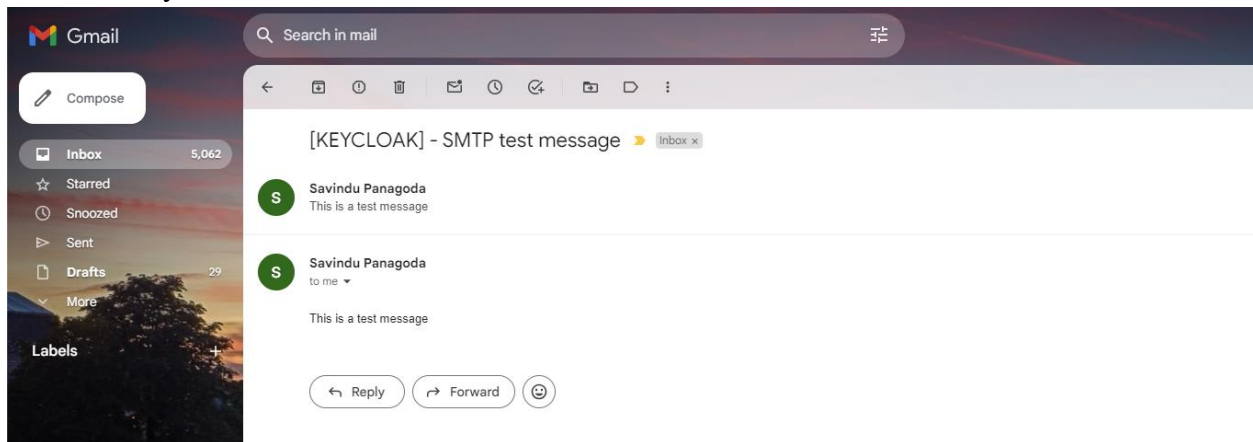 Gmail
Search in mail
Compose
Inbox 5,062
Starred
Snoozed
Sent
Drafts 29
More
Labels +
[KEYCLOAK] - SMTP test message Inbox x
S Savindu Panagoda
This is a test message
S Savindu Panagoda
to me
This is a test message
Reply Forward